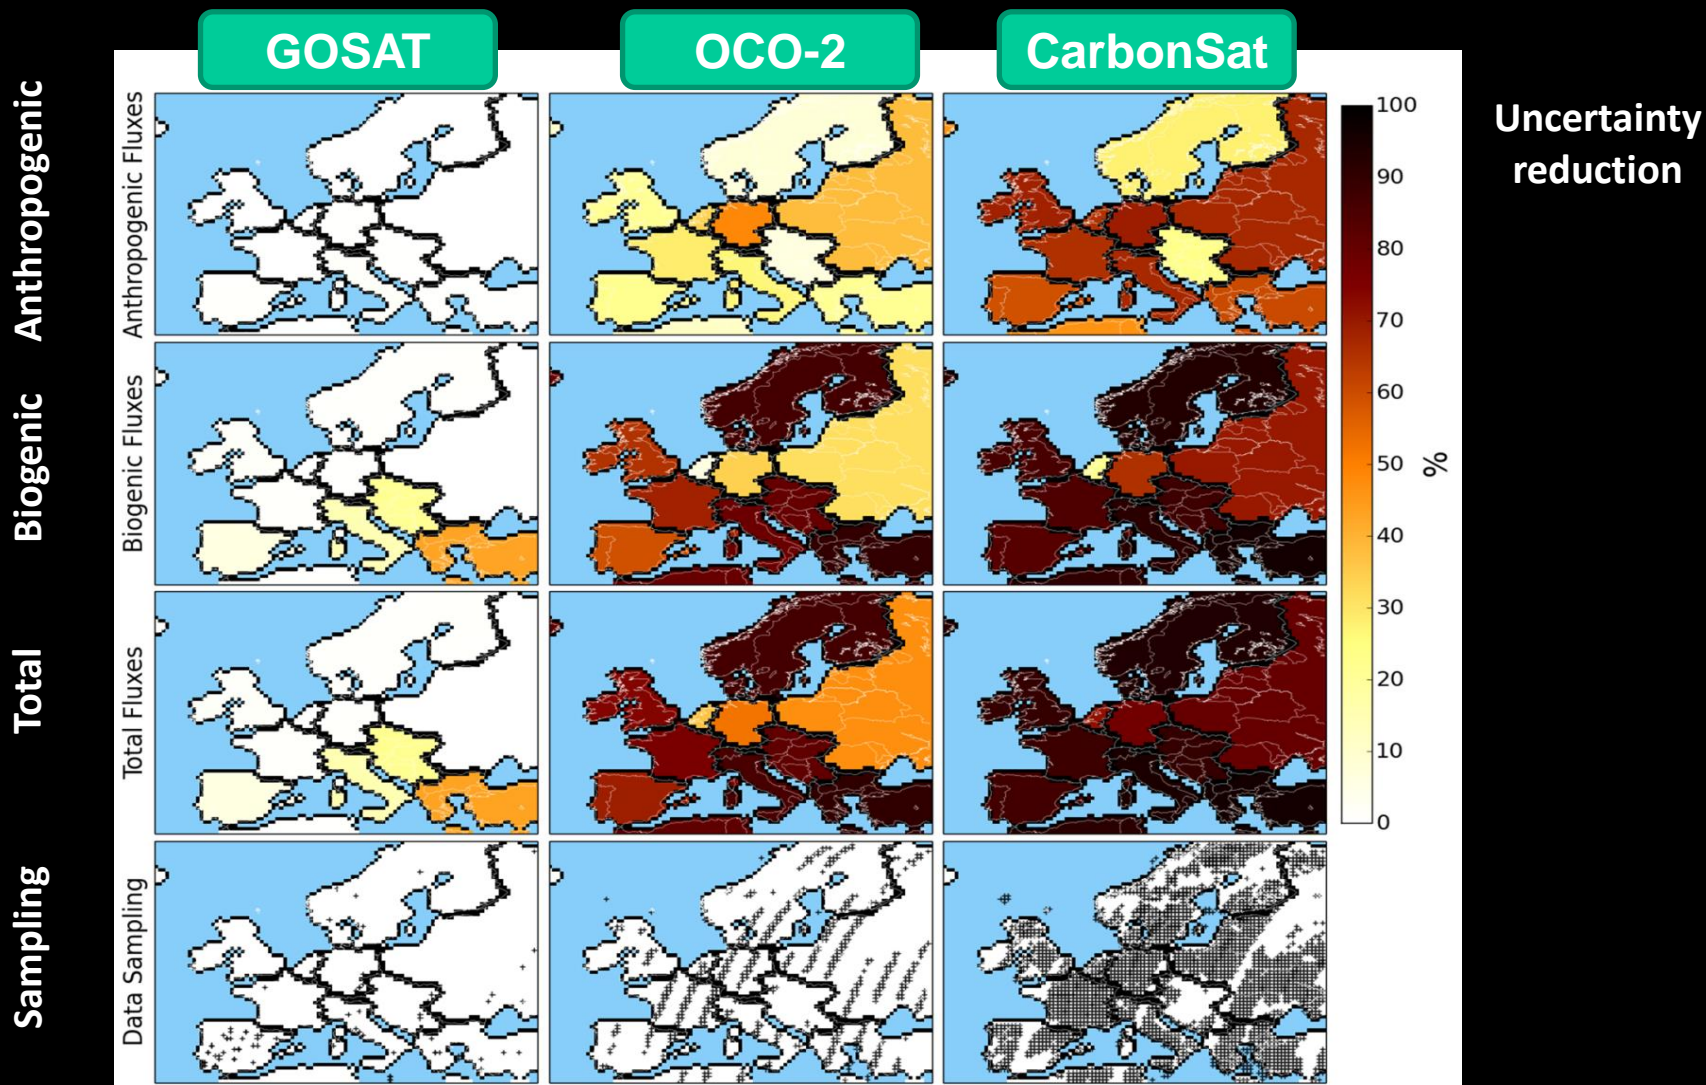 GOSAT
OCO-2
CarbonSat
Anthropogenic
Anthropogenic Fluxes
Uncertainty
reduction
Biogenic
Biogenic Fluxes
Total
Total Fluxes
Sampling
Data Sampling
100
90
80
70
60
50
40
30
20
10
0
%